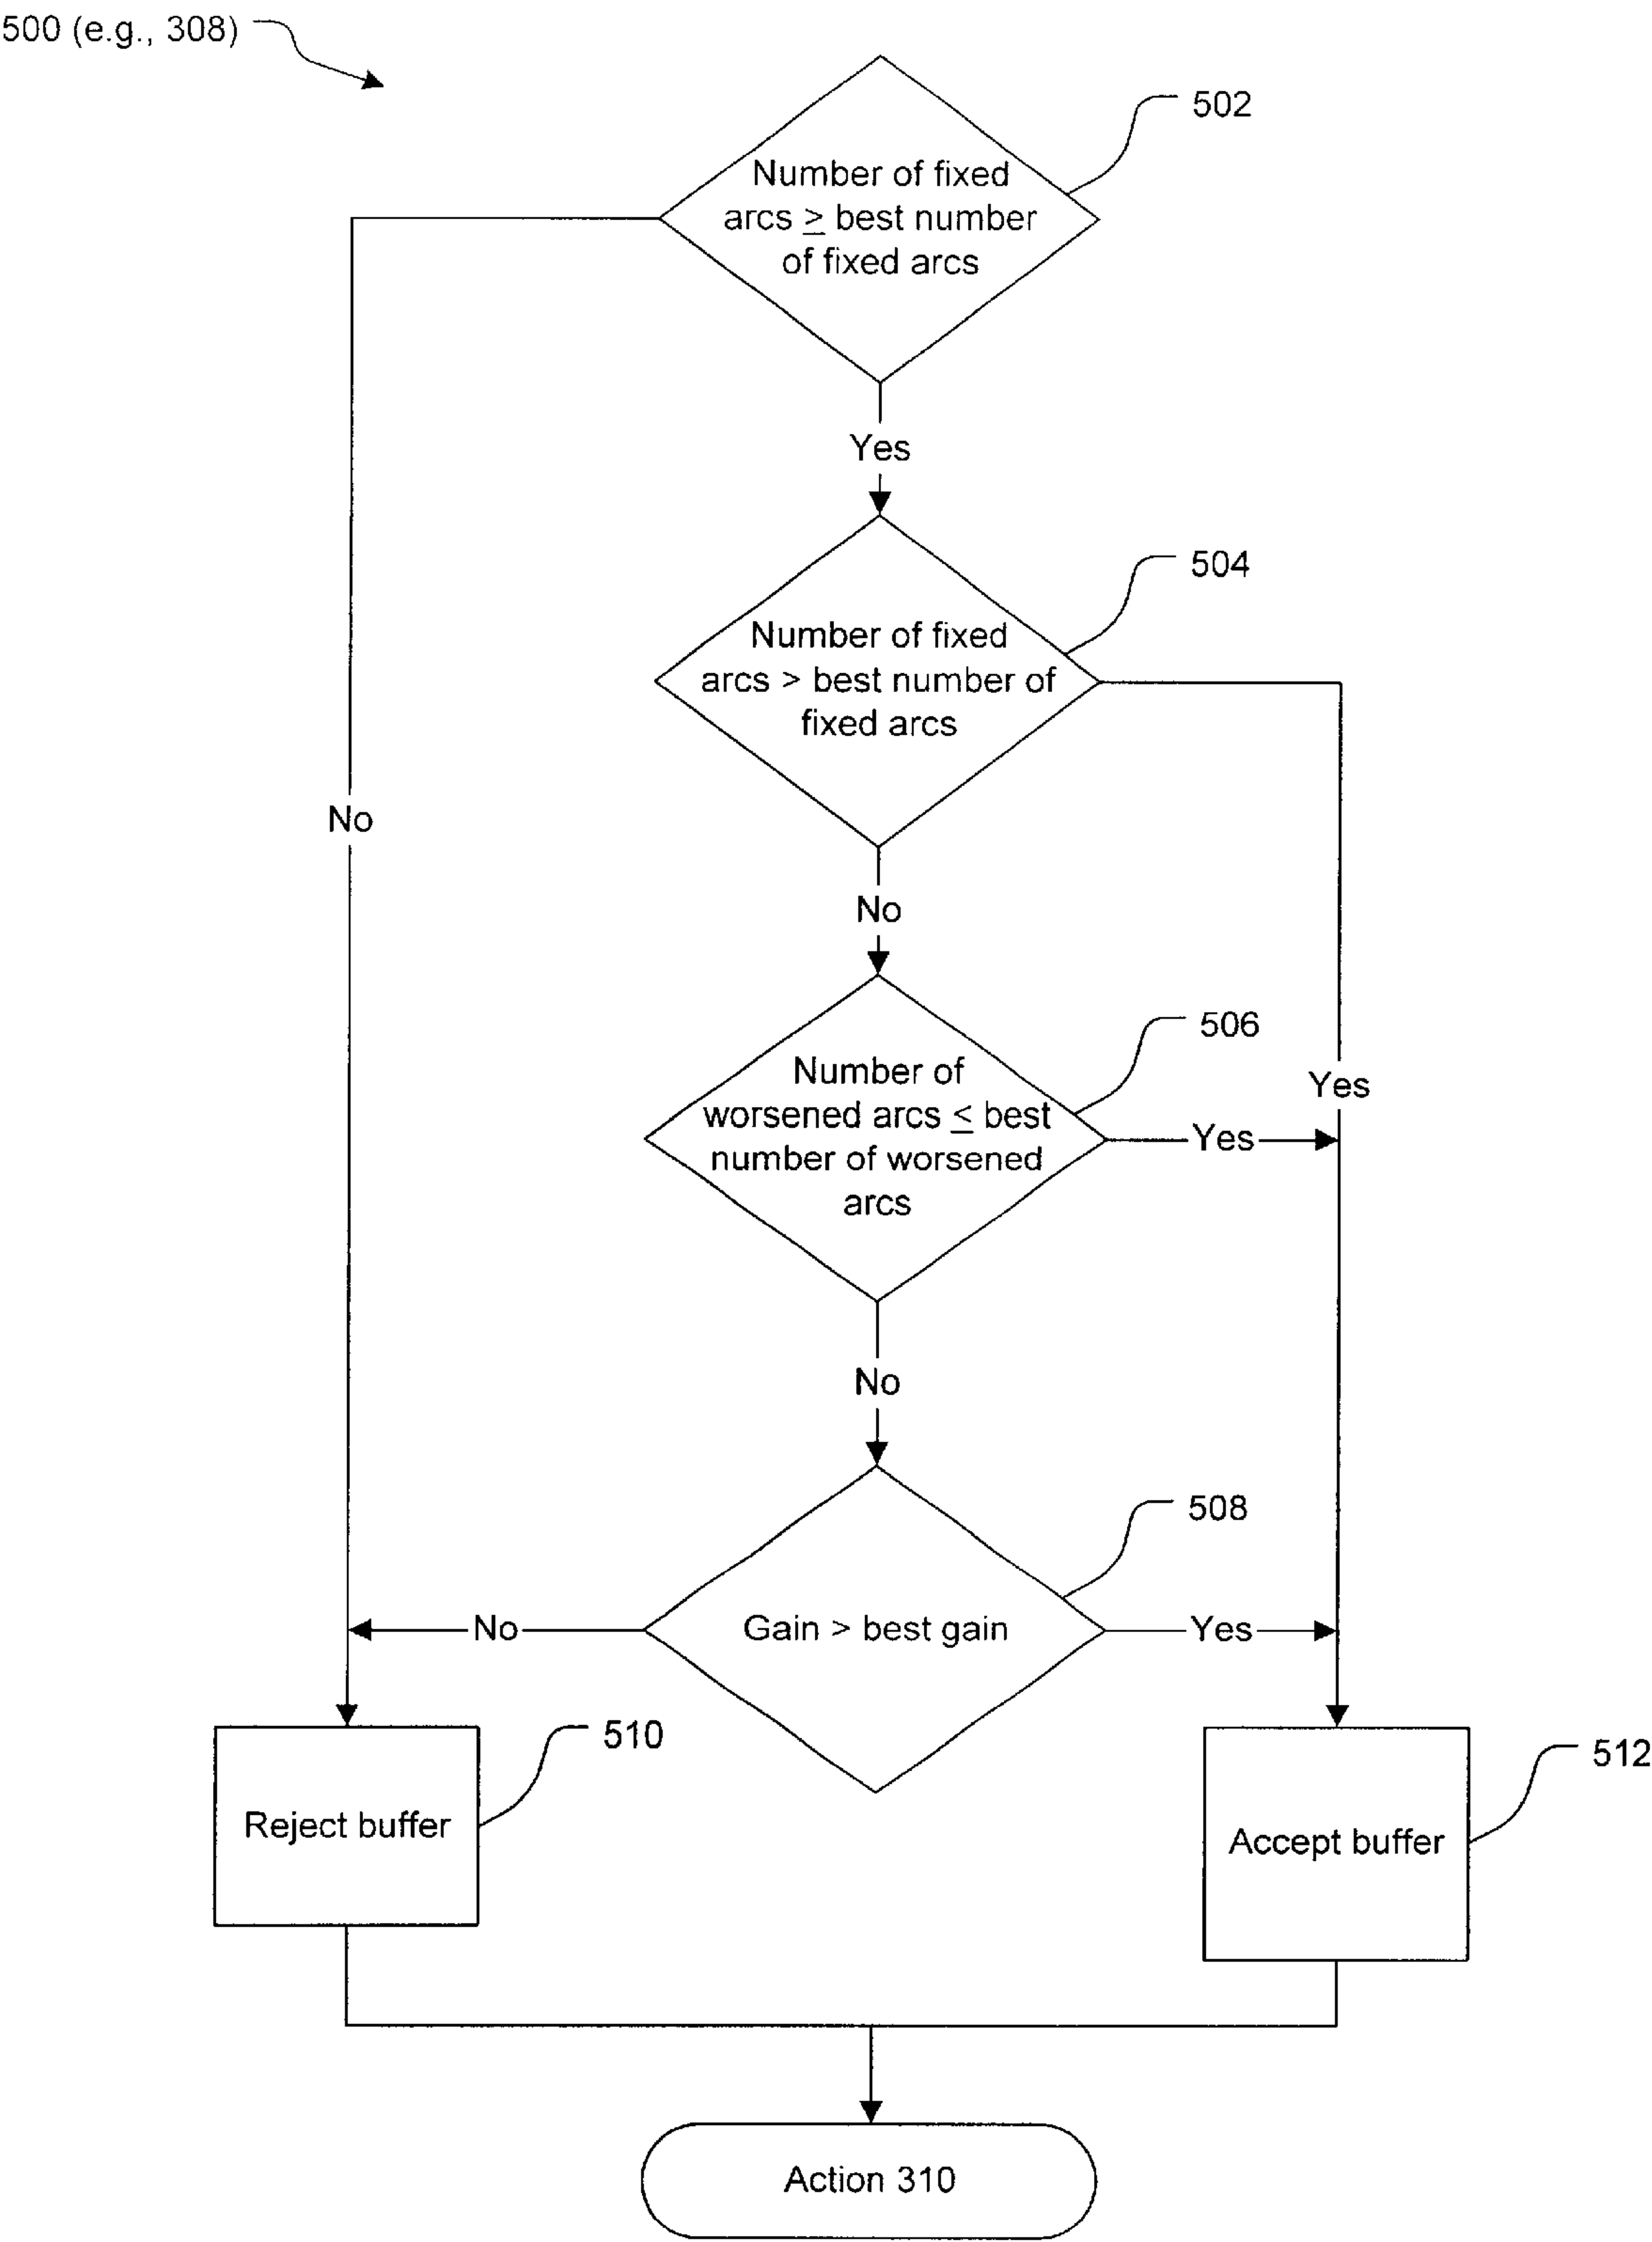 500 (e.g., 308)
502
Number of fixed
arcs ≥ best number
of fixed arcs
Yes
504
Number of fixed
arcs > best number of
fixed arcs
No
No
506
Number of
worsened arcs ≤ best
number of worsened
arcs
Yes
Yes
No
508
Gain > best gain
No
Yes
510
Reject buffer
512
Accept buffer
Action 310